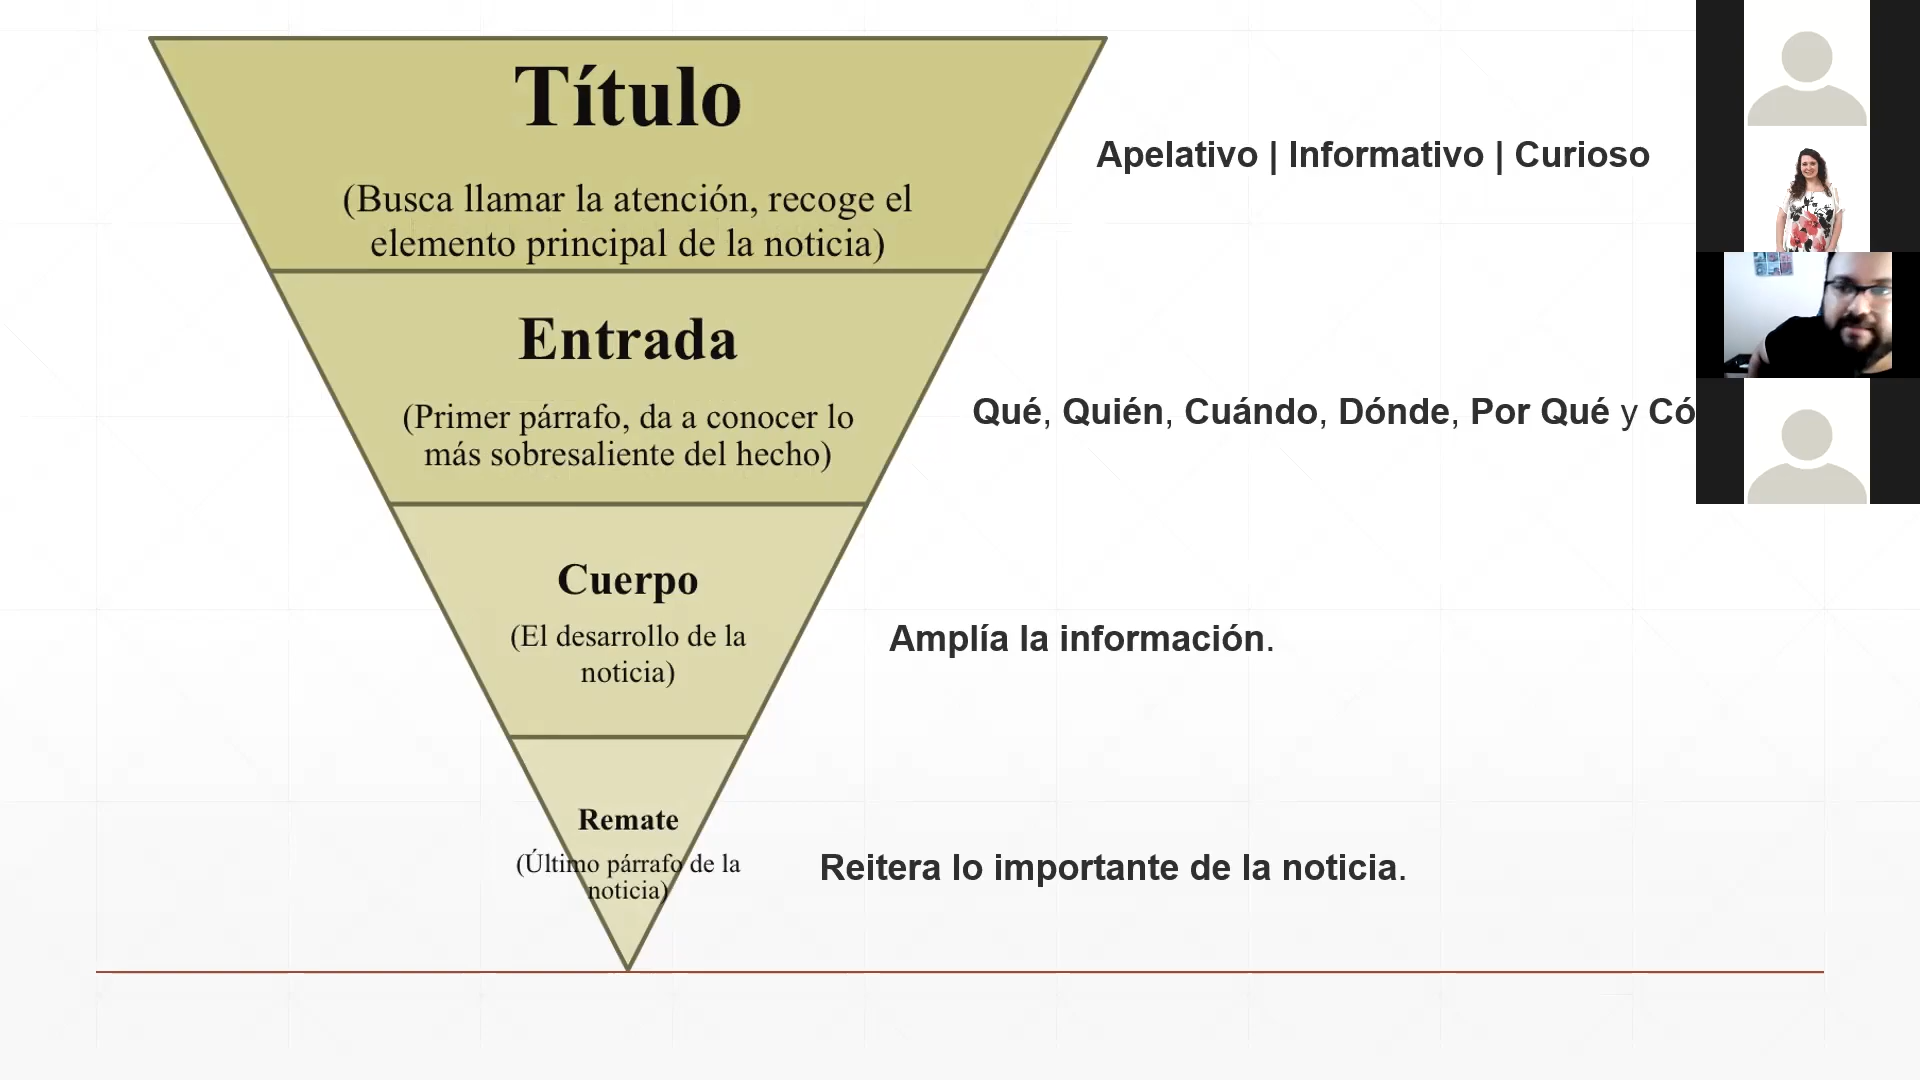 Título
(Busca llamar la atención, recoge el
elemento principal de la noticia)
Apelativo | Informativo | Curioso
Entrada
(Primer párrafo, da a conocer lo
más sobresaliente del hecho)
Qué, Quién, Cuándo, Dónde, Por Qué y Có
Cuerpo
(El desarrollo de la
noticia)
Amplía la información.
Remate
(Último párrafo de la
noticia)
Reitera lo importante de la noticia.